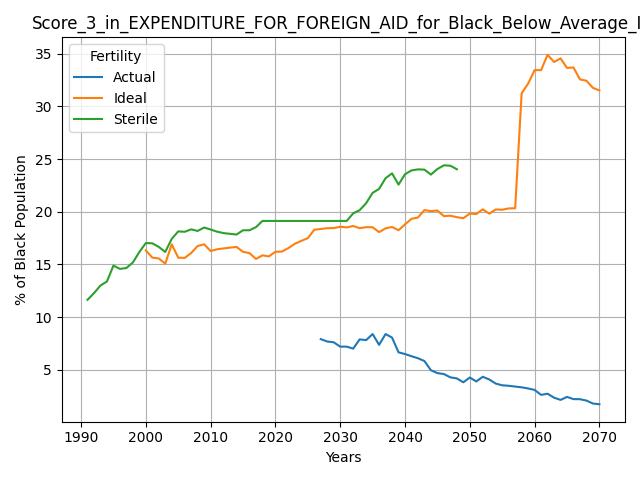 Score_3_in_EXPENDITURE_FOR_FOREIGN_AID_for_Black_Below_Average_I
Fertility
Actual
Ideal
Sterile
% of Black Population
35
30
25
20
15
10
5
1990 2000 2010 2020 2030 2040 2050 2060 2070
Years